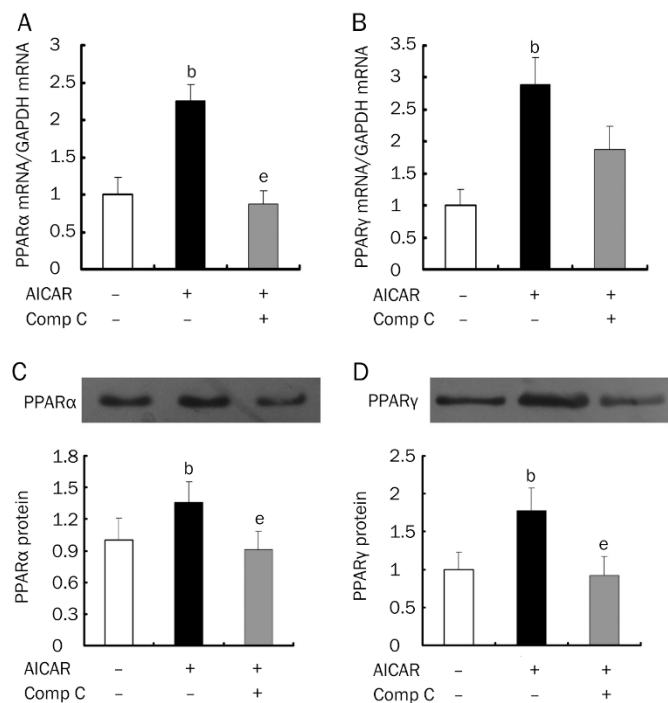 A
PPARα mRNA/GAPDH mRNA
3
2.5
2
1.5
1
0.5
0
b
e
AICAR – + +
Comp C – – +
B
PPARγ mRNA/GAPDH mRNA
3.5
3
2.5
2
1.5
1
0.5
0
b
AICAR – + +
Comp C – – +
C
PPARα
PPARα protein
1.8
1.5
1.2
0.9
0.6
0.3
0
b
e
AICAR – + +
Comp C – – +
D
PPARγ
PPARγ protein
2.5
2
1.5
1
0.5
0
b
e
AICAR – + +
Comp C – – +